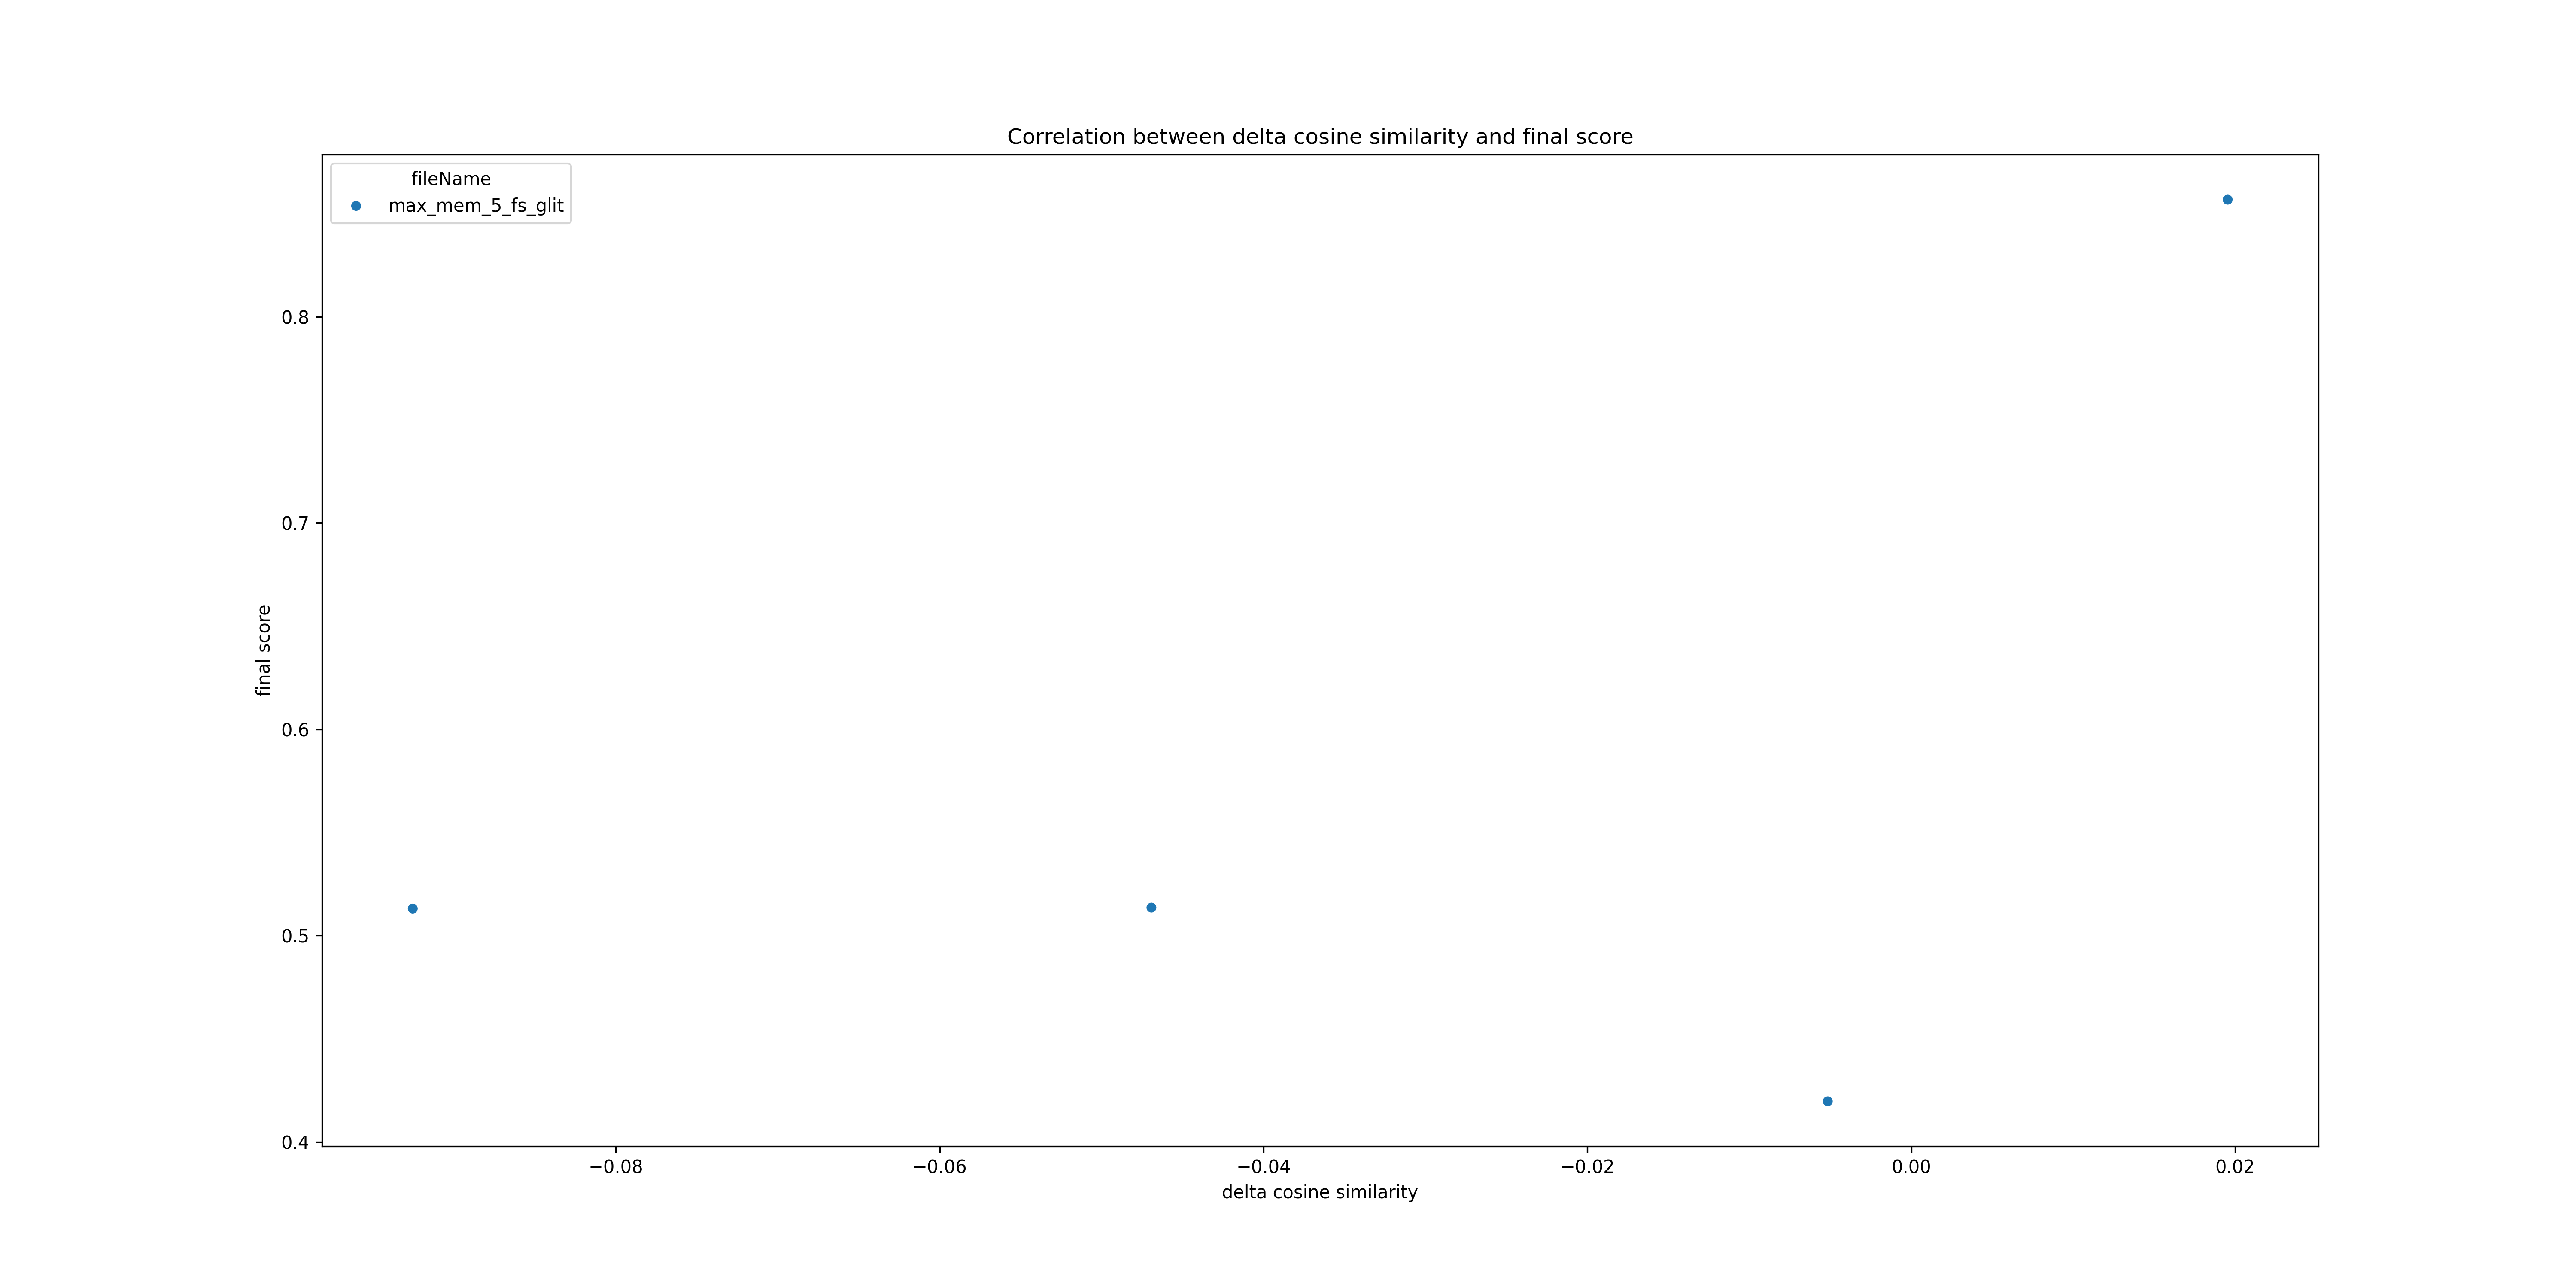 Correlation between delta cosine similarity and final score
fileName
max_mem_5_fs_glit
final score
0.8
0.7
0.6
0.5
0.4
−0.08
−0.06
−0.04
−0.02
0.00
0.02
delta cosine similarity